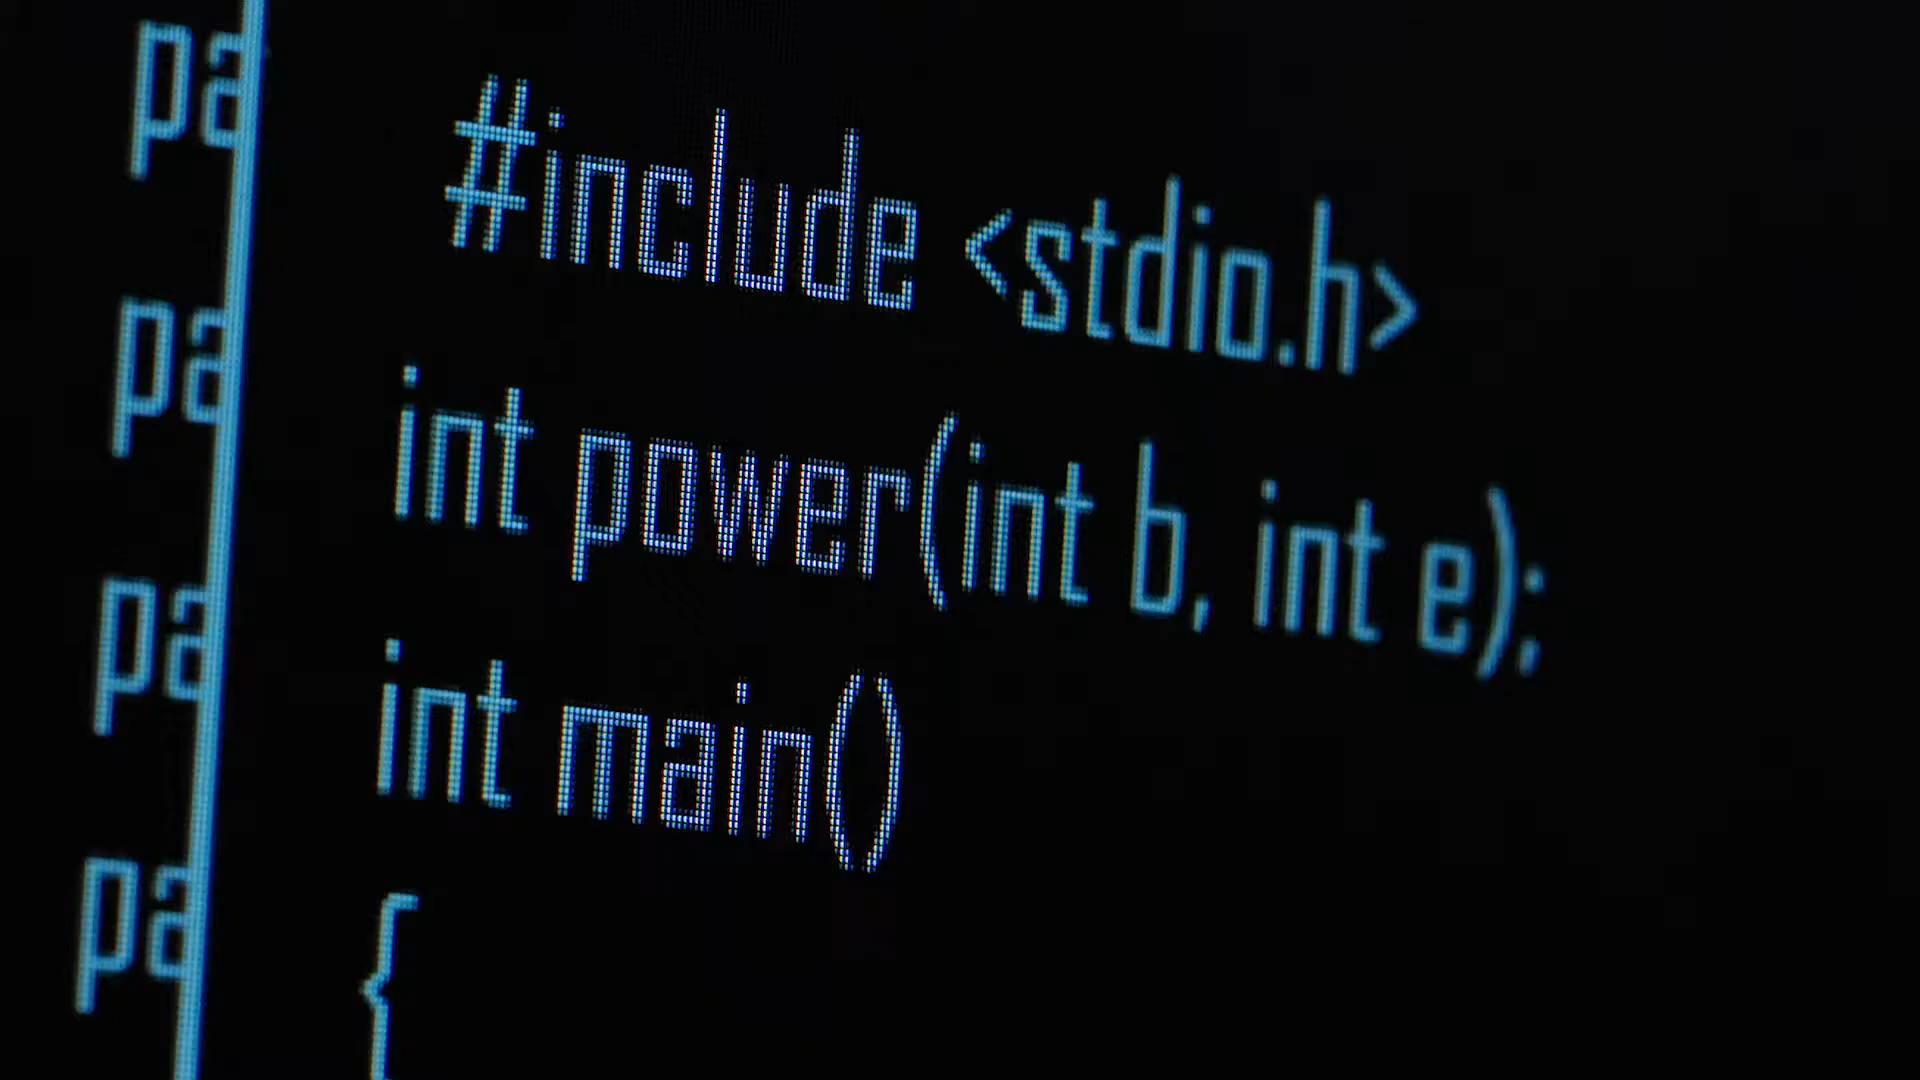 #include <stdio.h>
int power(int b, int e);
int main()
{
pa
pa
pa
pa